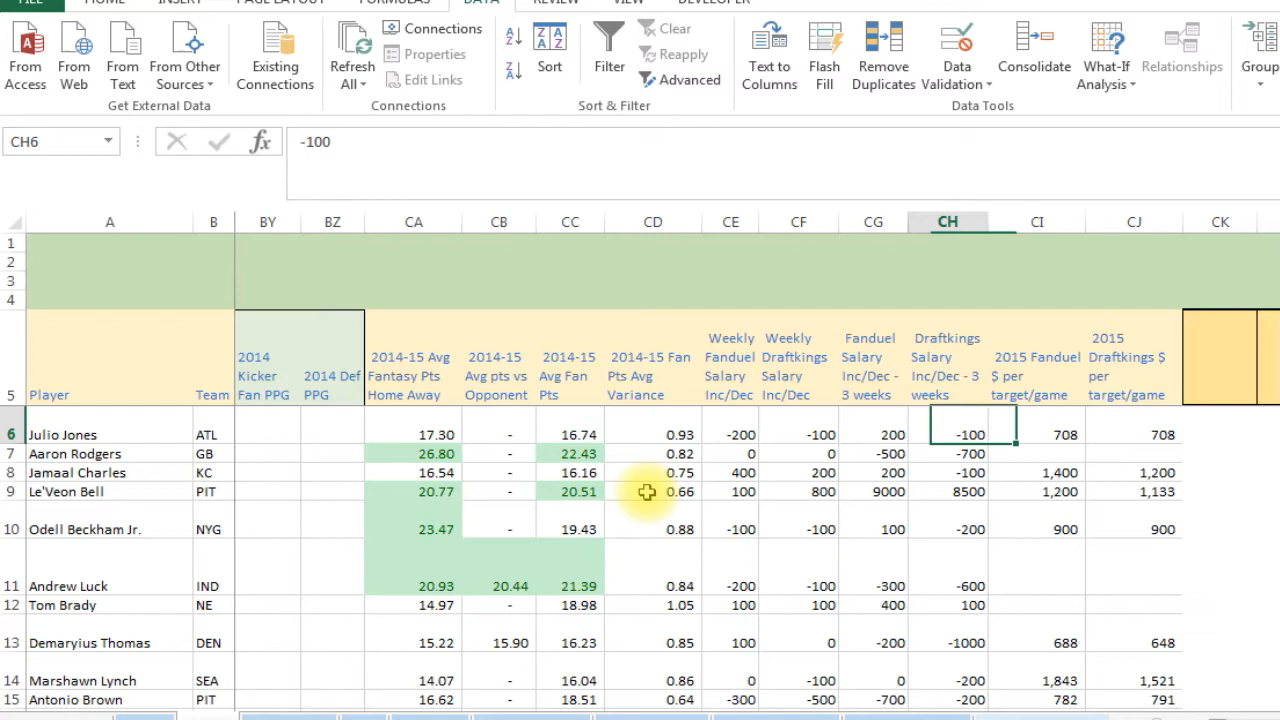 FILE HOME INSERT PAGE LAYOUT FORMULAS DATA REVIEW VIEW DEVELOPER
From Access From Web From Text From Other Sources Existing Connections Refresh All Connections Properties Edit Links Sort Filter Clear Reapply Advanced Text to Columns Flash Fill Remove Duplicates Data Validation Consolidate What-If Analysis Relationships Group
Get External Data Connections Sort & Filter Data Tools
CH6 fx -100
A B BY BZ CA CB CC CD CE CF CG CH CI CJ CK
1
2
3
4
5 Player Team 2014 Kicker Fan PPG 2014 Def PPG 2014-15 Avg Fantasy Pts Home Away 2014-15 Avg pts vs Opponent 2014-15 Avg Fan Pts 2014-15 Fan Pts Avg Variance Weekly Fanduel Salary Inc/Dec Weekly Draftkings Salary Inc/Dec Fanduel Salary Inc/Dec - 3 weeks Draftkings Salary Inc/Dec - 3 weeks 2015 Fanduel $ per target/game 2015 Draftkings $ per target/game
6 Julio Jones ATL 17.30 - 16.74 0.93 -200 -100 200 -100 708 708
7 Aaron Rodgers GB 26.80 - 22.43 0.82 0 0 -500 -700
8 Jamaal Charles KC 16.54 - 16.16 0.75 400 200 200 -100 1,400 1,200
9 Le'Veon Bell PIT 20.77 - 20.51 0.66 100 800 9000 8500 1,200 1,133
10 Odell Beckham Jr. NYG 23.47 - 19.43 0.88 -100 -100 100 -200 900 900
11 Andrew Luck IND 20.93 20.44 21.39 0.84 -200 -100 -300 -600
12 Tom Brady NE 14.97 - 18.98 1.05 100 100 400 100
13 Demaryius Thomas DEN 15.22 15.90 16.23 0.85 100 0 -200 -1000 688 648
14 Marshawn Lynch SEA 14.07 - 16.04 0.86 0 -100 0 -200 1,843 1,521
15 Antonio Brown PIT 16.62 - 18.51 0.64 -300 -500 -700 -200 782 791